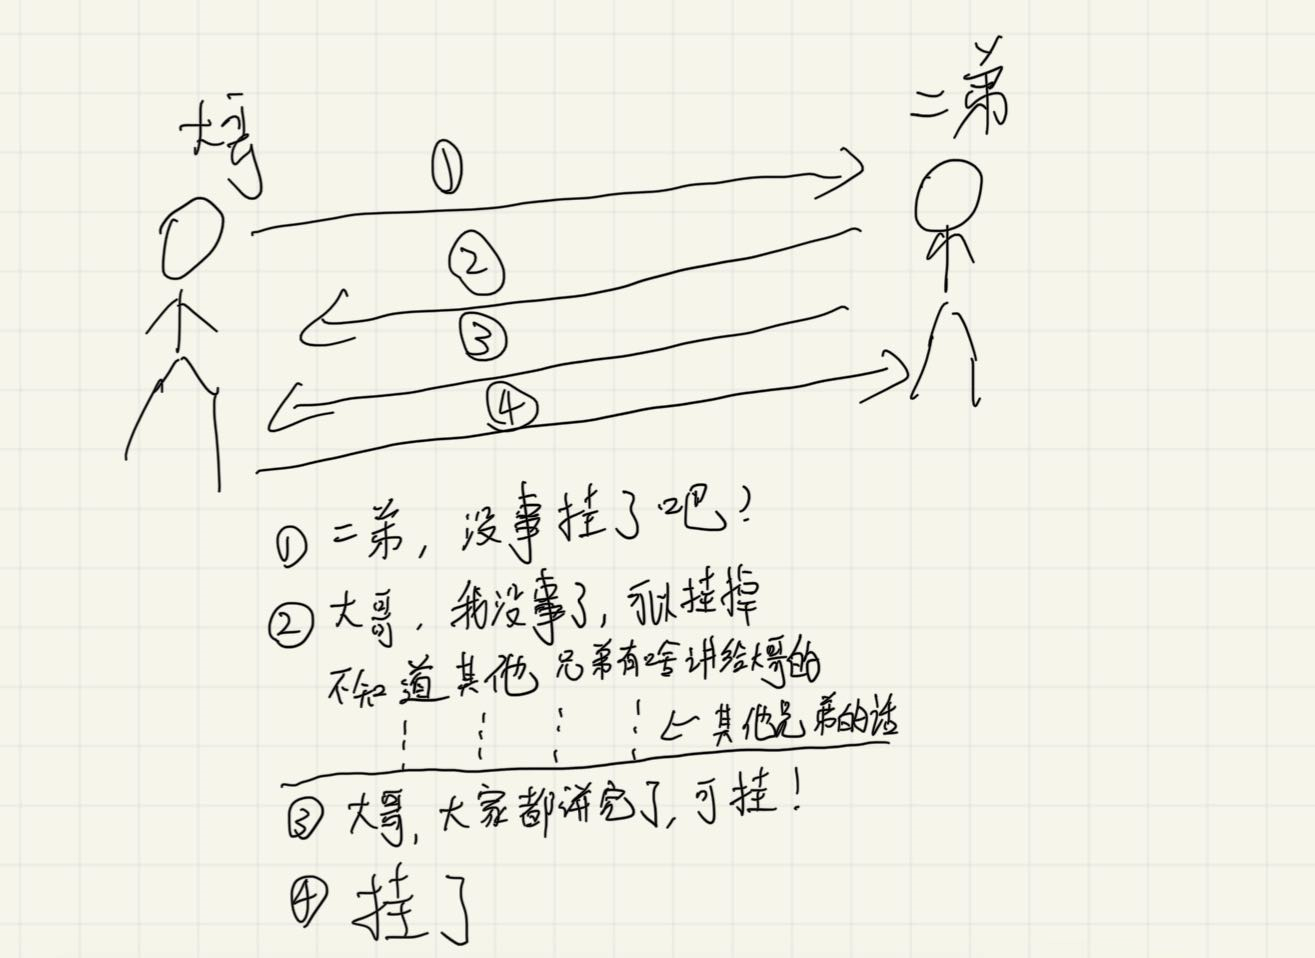 大哥
二弟
①
②
③
④
① 二弟，没事挂了吧？
② 大哥，我没事了，可以挂掉
不知道其他兄弟有啥讲给大哥的
← 其他兄弟的话
③ 大哥，大家都讲完了，可挂！
④ 挂了